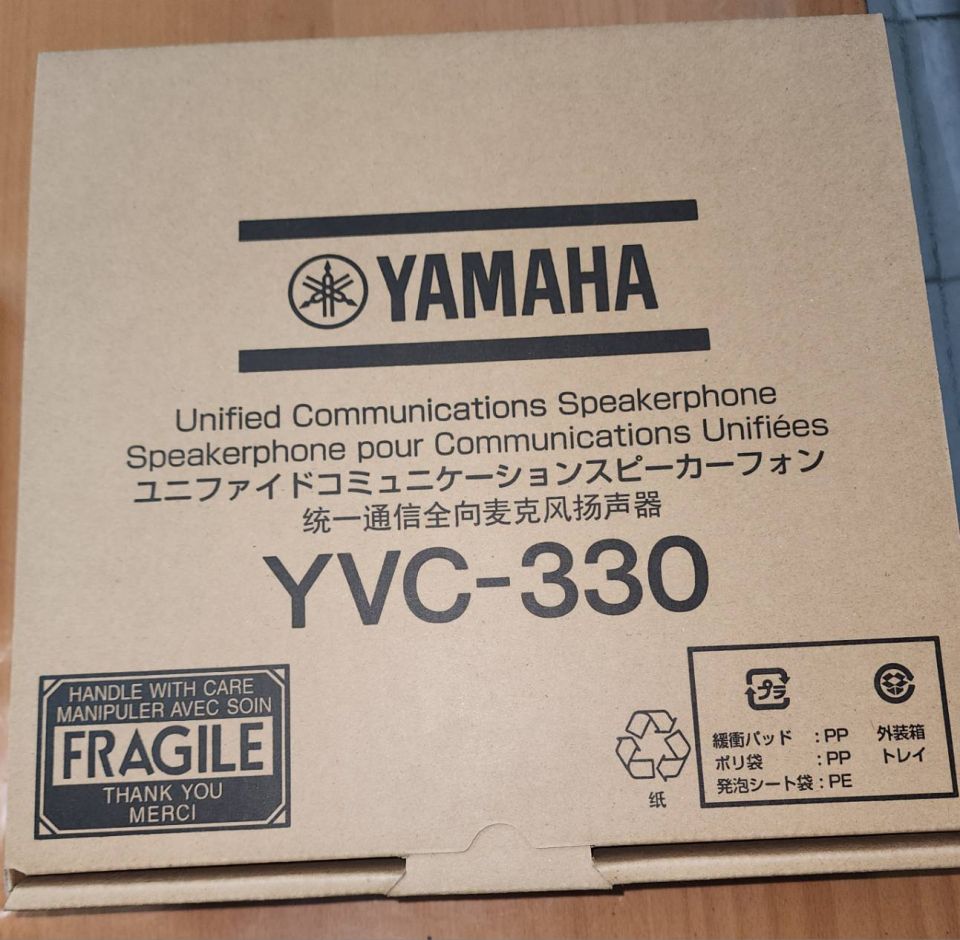 YAMAHA
Unified Communications Speakerphone
Speakerphone pour Communications Unifiées
ユニファイドコミュニケーションスピーカーフォン
统一通信全向麦克风扬声器
YVC-330
HANDLE WITH CARE
MANIPULER AVEC SOIN
FRAGILE
THANK YOU
MERCI
纸
プラ
緩衝パッド :PP
ポリ袋 :PP
発泡シート袋:PE
外装箱
トレイ